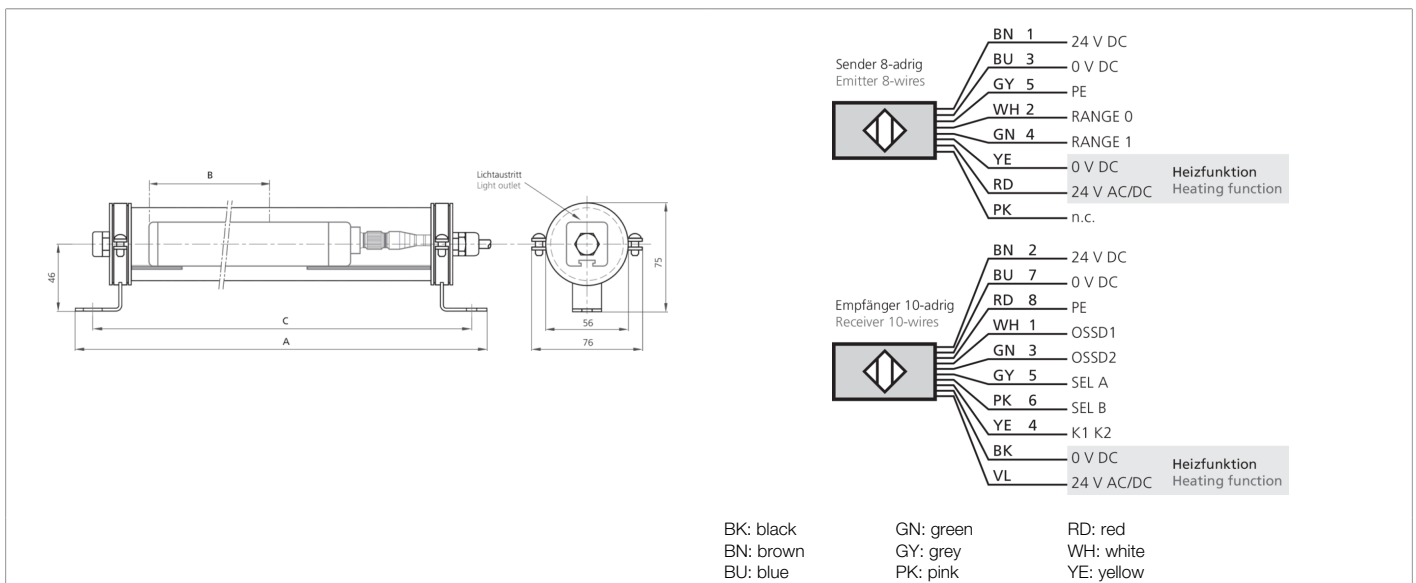 B
Lichtaustritt
Light outlet
46
C
A
75
56
76
Sender 8-adrig
Emitter 8-wires
BN 1 24 V DC
BU 3 0 V DC
GY 5 PE
WH 2 RANGE 0
GN 4 RANGE 1
YE 0 V DC
RD 24 V AC/DC
Heizfunktion
Heating function
PK n.c.
Empfänger 10-adrig
Receiver 10-wires
BN 2 24 V DC
BU 7 0 V DC
RD 8 PE
WH 1 OSSD1
GN 3 OSSD2
GY 5 SEL A
PK 6 SEL B
YE 4 K1 K2
BK 0 V DC
VL 24 V AC/DC
Heizfunktion
Heating function
BK: black GN: green RD: red
BN: brown GY: grey WH: white
BU: blue PK: pink YE: yellow